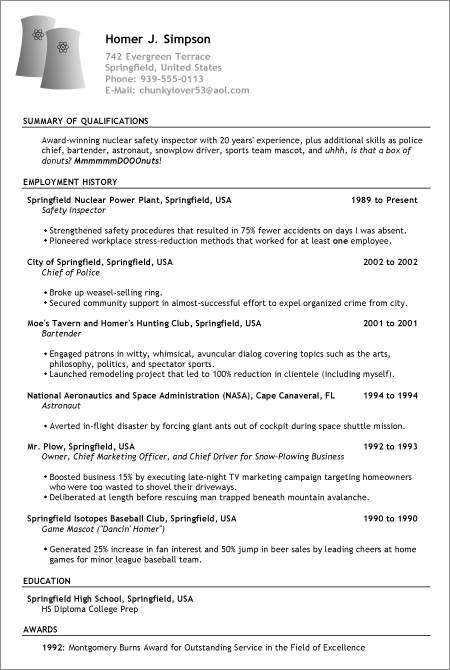 Homer J. Simpson
742 Evergreen Terrace
Springfield, United States
Phone: 939-555-0113
E-Mail: chunkylover53@aol.com
SUMMARY OF QUALIFICATIONS
Award-winning nuclear safety inspector with 20 years' experience, plus additional skills as police
chief, bartender, astronaut, snowplow driver, sports team mascot, and uhhh, is that a box of
donuts? MmmmmmDOOOnuts!
EMPLOYMENT HISTORY
Springfield Nuclear Power Plant, Springfield, USA 1989 to Present
Safety Inspector
• Strengthened safety procedures that resulted in 75% fewer accidents on days I was absent.
• Pioneered workplace stress-reduction methods that worked for at least one employee.
City of Springfield, Springfield, USA 2002 to 2002
Chief of Police
• Broke up weasel-selling ring.
• Secured community support in almost-successful effort to expel organized crime from city.
Moe's Tavern and Homer's Hunting Club, Springfield, USA 2001 to 2001
Bartender
• Engaged patrons in witty, whimsical, avuncular dialog covering topics such as the arts,
philosophy, politics, and spectator sports.
• Launched remodeling project that led to 100% reduction in clientele (including myself).
National Aeronautics and Space Administration (NASA), Cape Canaveral, FL 1994 to 1994
Astronaut
• Averted in-flight disaster by forcing giant ants out of cockpit during space shuttle mission.
Mr. Plow, Springfield, USA 1992 to 1993
Owner, Chief Marketing Officer, and Chief Driver for Snow-Plowing Business
• Boosted business 15% by executing late-night TV marketing campaign targeting homeowners
who were too wasted to shovel their driveways.
• Deliberated at length before rescuing man trapped beneath mountain avalanche.
Springfield Isotopes Baseball Club, Springfield, USA 1990 to 1990
Game Mascot ("Dancin' Homer")
• Generated 25% increase in fan interest and 50% jump in beer sales by leading cheers at home
games for minor league baseball team.
EDUCATION
Springfield High School, Springfield, USA
HS Diploma College Prep
AWARDS
1992: Montgomery Burns Award for Outstanding Service in the Field of Excellence